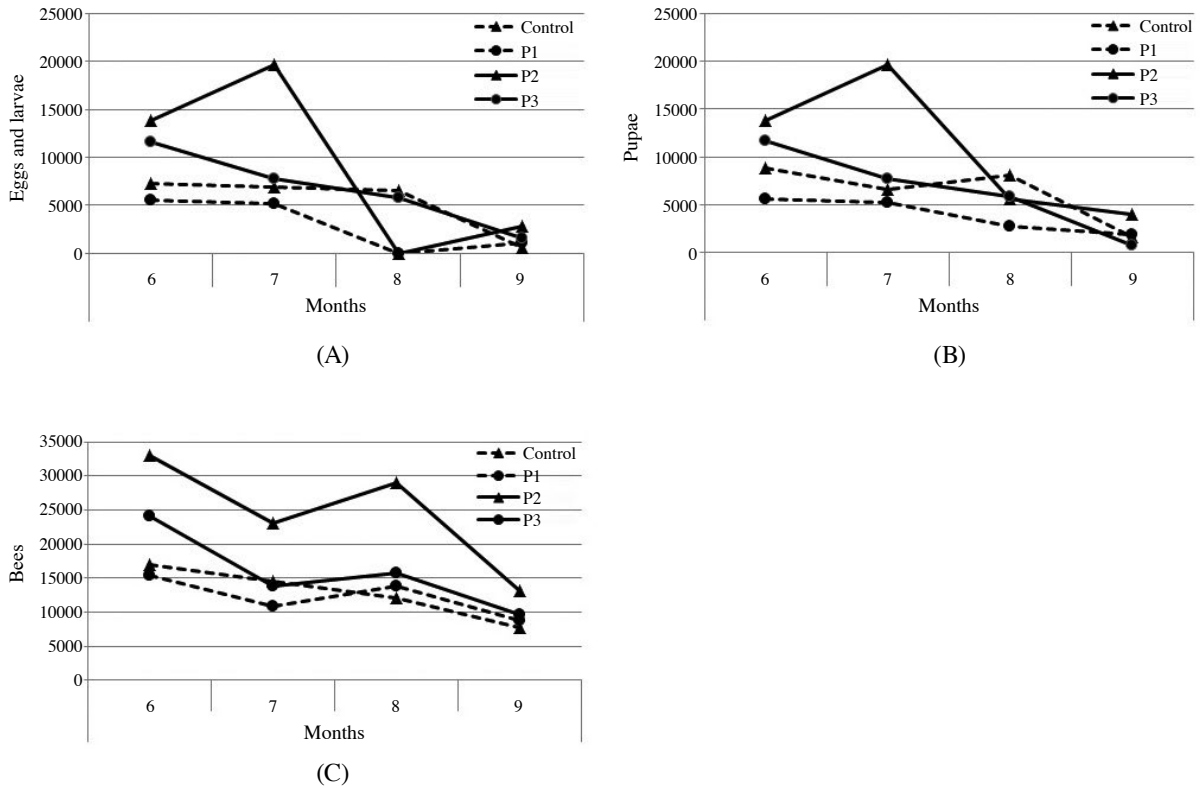 25000
20000
15000
10000
5000
0
Eggs and larvae
Control
P1
P2
P3
6 7 8 9
Months
(A)
25000
20000
15000
10000
5000
0
Pupae
Control
P1
P2
P3
6 7 8 9
Months
(B)
35000
30000
25000
20000
15000
10000
5000
0
Bees
Control
P1
P2
P3
6 7 8 9
Months
(C)